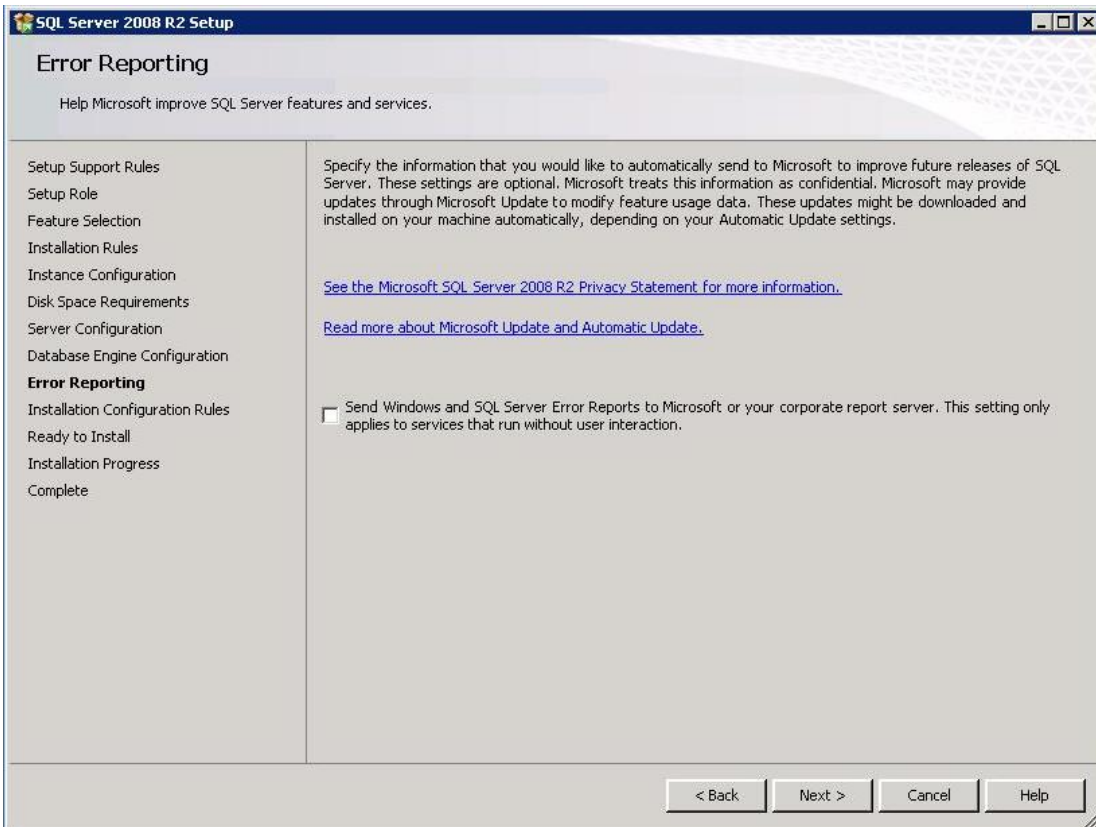 SQL Server 2008 R2 Setup
Error Reporting
Help Microsoft improve SQL Server features and services.
Setup Support Rules
Setup Role
Feature Selection
Installation Rules
Instance Configuration
Disk Space Requirements
Server Configuration
Database Engine Configuration
Error Reporting
Installation Configuration Rules
Ready to Install
Installation Progress
Complete
Specify the information that you would like to automatically send to Microsoft to improve future releases of SQL
Server. These settings are optional. Microsoft treats this information as confidential. Microsoft may provide
updates through Microsoft Update to modify feature usage data. These updates might be downloaded and
installed on your machine automatically, depending on your Automatic Update settings.
See the Microsoft SQL Server 2008 R2 Privacy Statement for more information.
Read more about Microsoft Update and Automatic Update.
Send Windows and SQL Server Error Reports to Microsoft or your corporate report server. This setting only
applies to services that run without user interaction.
< Back
Next >
Cancel
Help